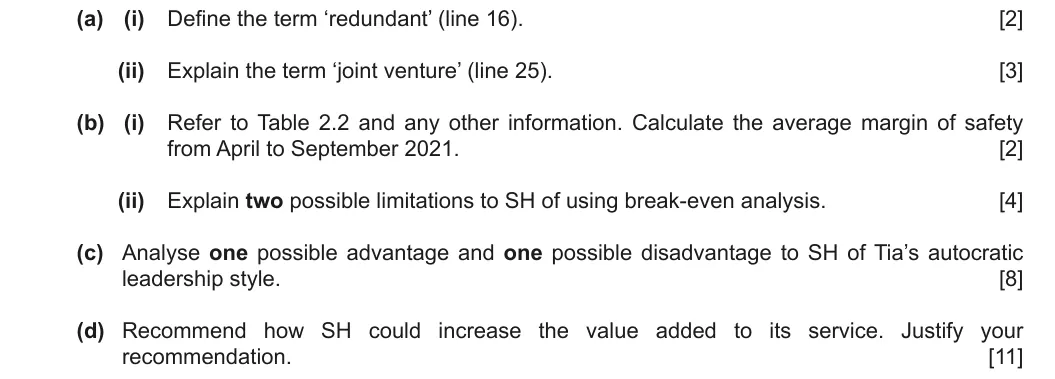 (a) (i) Define the term ‘redundant’ (line 16). [2]
(ii) Explain the term ‘joint venture’ (line 25). [3]
(b) (i) Refer to Table 2.2 and any other information. Calculate the average margin of safety
from April to September 2021. [2]
(ii) Explain two possible limitations to SH of using break-even analysis. [4]
(c) Analyse one possible advantage and one possible disadvantage to SH of Tia’s autocratic
leadership style. [8]
(d) Recommend how SH could increase the value added to its service. Justify your
recommendation. [11]